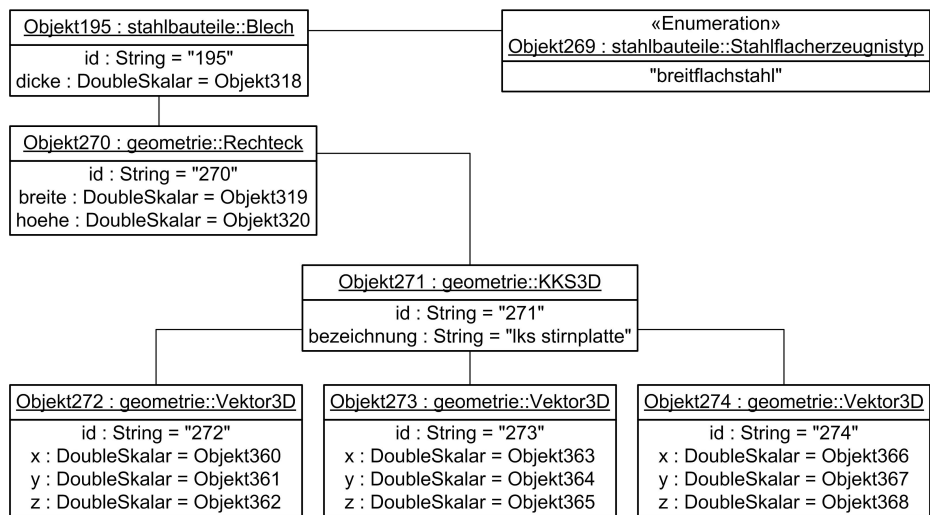 Objekt195 : stahlbauteile::Blech
id : String = "195"
dicke : DoubleSkalar = Objekt318
«Enumeration»
Objekt269 : stahlbauteile::Stahlflacherzeugnistyp
"breitflachstahl"
Objekt270 : geometrie::Rechteck
id : String = "270"
breite : DoubleSkalar = Objekt319
hoehe : DoubleSkalar = Objekt320
Objekt271 : geometrie::KKS3D
id : String = "271"
bezeichnung : String = "lks stirnplatte"
Objekt272 : geometrie::Vektor3D
id : String = "272"
x : DoubleSkalar = Objekt360
y : DoubleSkalar = Objekt361
z : DoubleSkalar = Objekt362
Objekt273 : geometrie::Vektor3D
id : String = "273"
x : DoubleSkalar = Objekt363
y : DoubleSkalar = Objekt364
z : DoubleSkalar = Objekt365
Objekt274 : geometrie::Vektor3D
id : String = "274"
x : DoubleSkalar = Objekt366
y : DoubleSkalar = Objekt367
z : DoubleSkalar = Objekt368